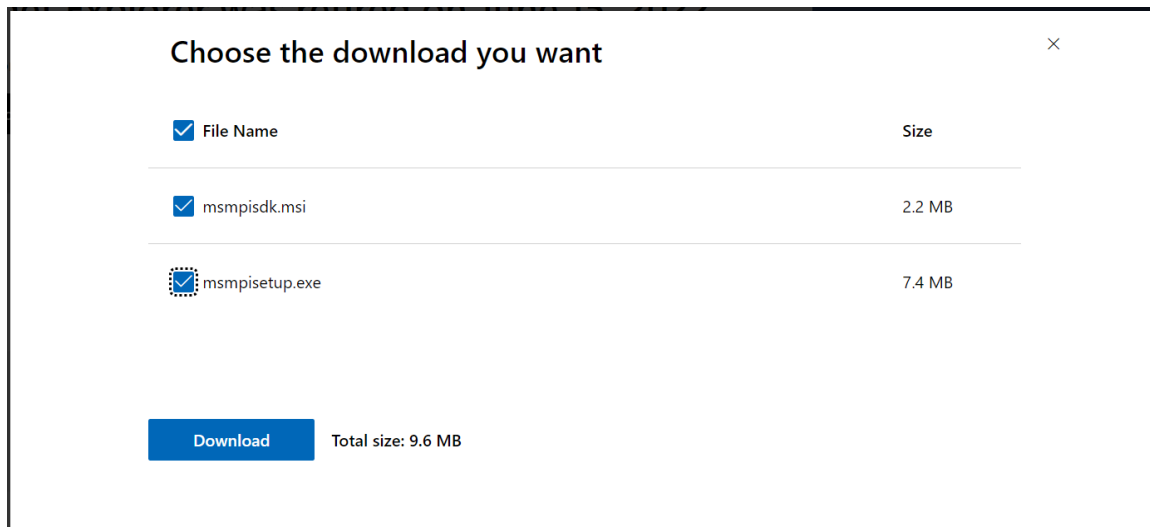 Choose the download you want
File Name Size
msmpisdk.msi 2.2 MB
msmpisetup.exe 7.4 MB
Download Total size: 9.6 MB